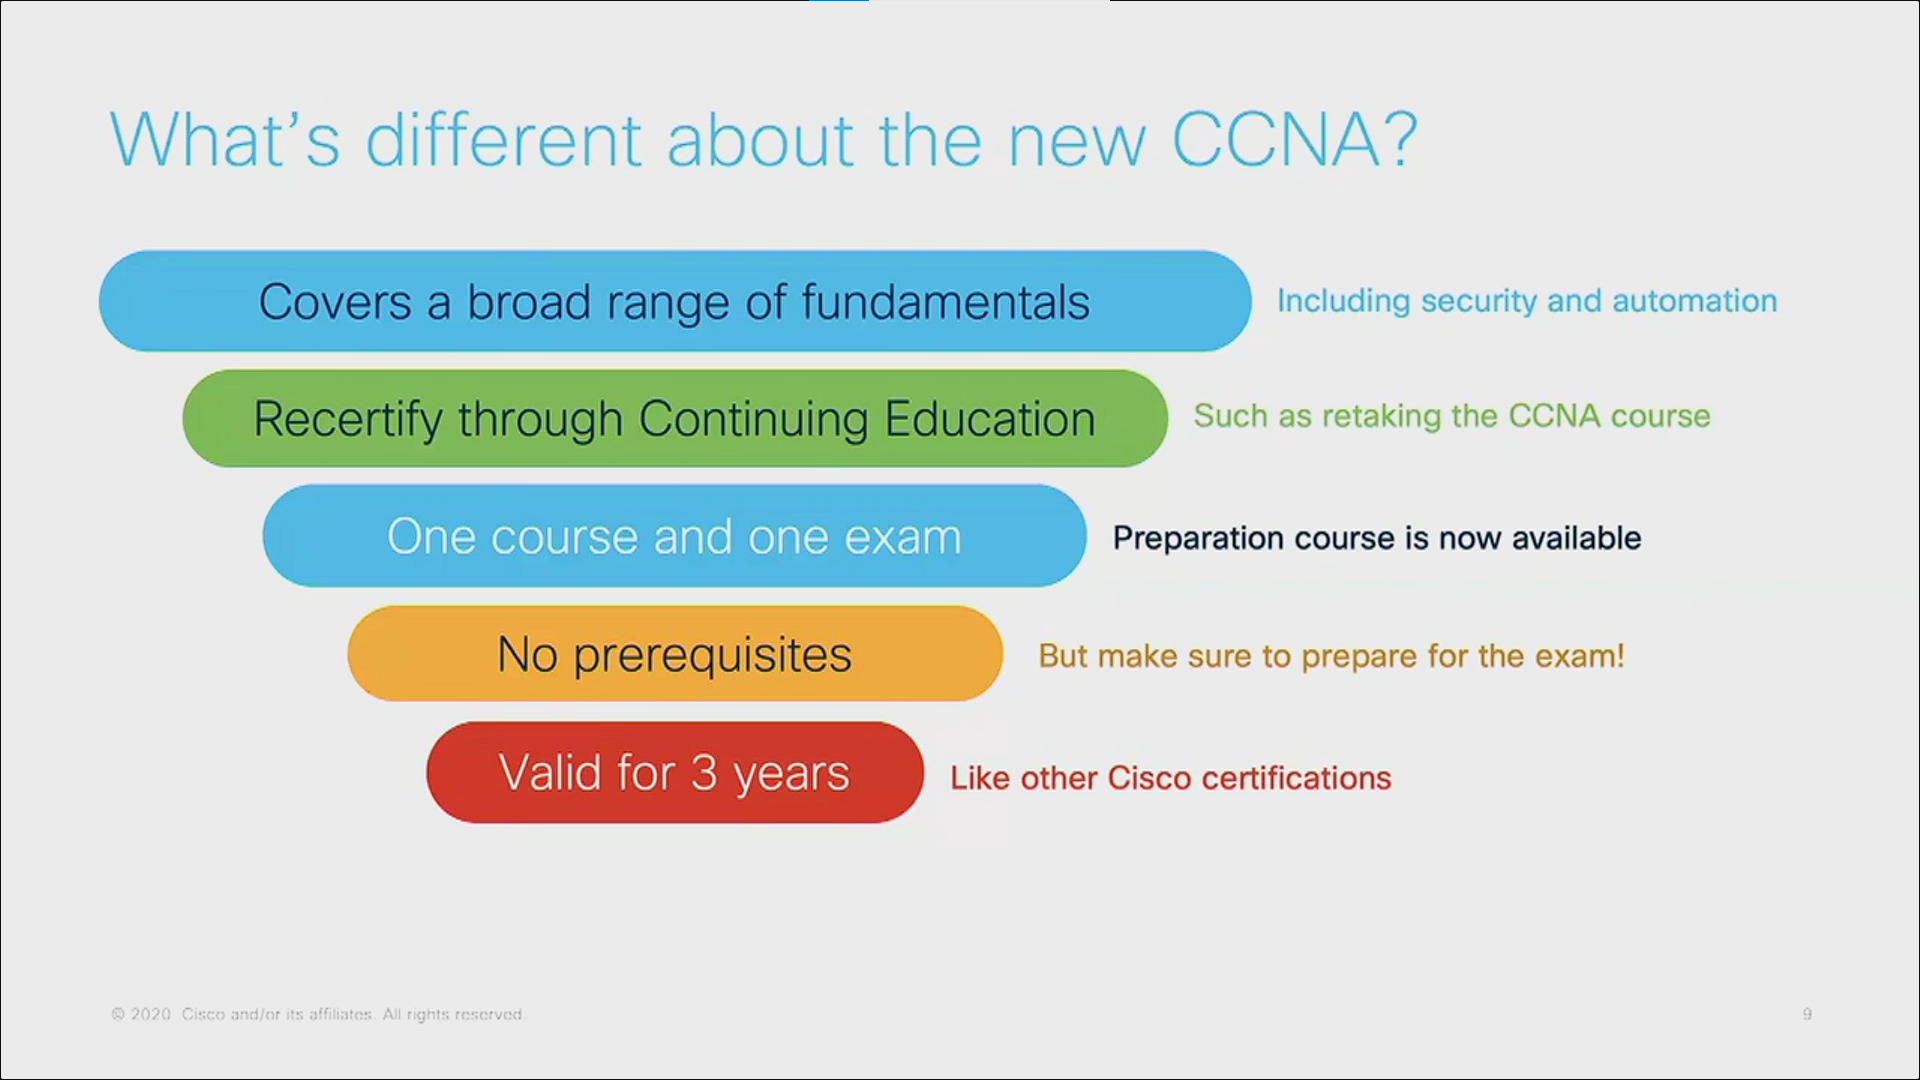 What's different about the new CCNA?
Covers a broad range of fundamentals
Including security and automation
Recertify through Continuing Education
Such as retaking the CCNA course
One course and one exam
Preparation course is now available
No prerequisites
But make sure to prepare for the exam!
Valid for 3 years
Like other Cisco certifications
© 2020 Cisco and/or its affiliates. All rights reserved.
9